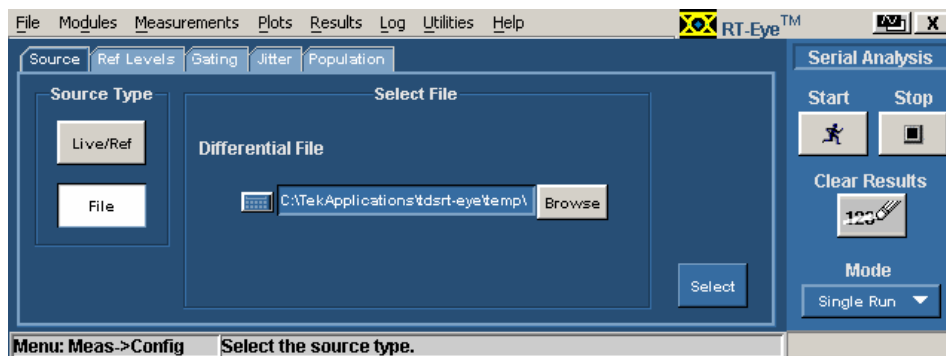 File Modules Measurements Plots Results Log Utilities Help RT-Eye™ X
Source Ref Levels Gating Jitter Population
Serial Analysis
Source Type
Select File
Start Stop
Live/Ref
Differential File
File
C:\TekApplications\tdsrt-eye\temp\ Browse
Clear Results
123
Select
Mode
Single Run
Menu: Meas->Config Select the source type.